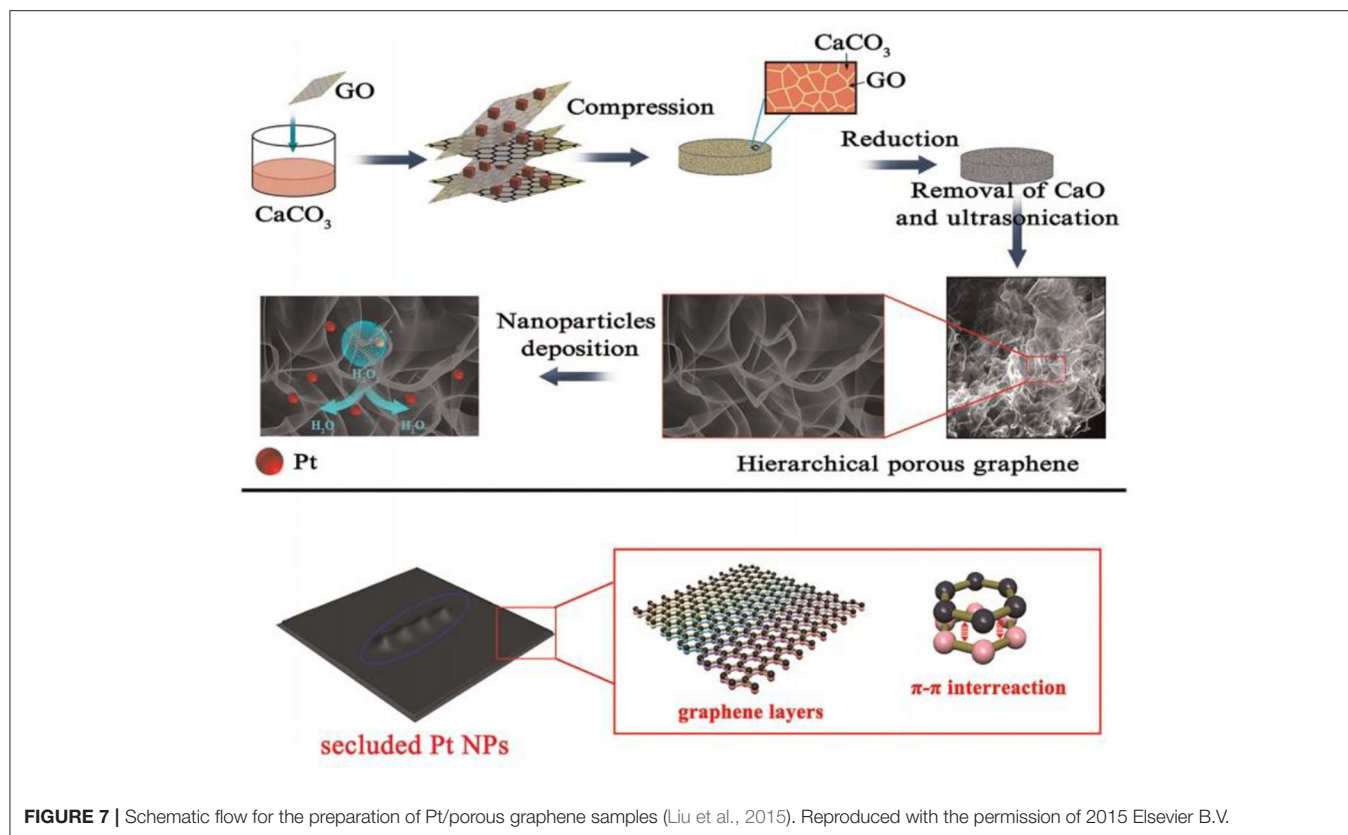 CaCO₃
GO
GO
Compression
Reduction
CaCO₃
Removal of CaO
and ultrasonication
Nanoparticles
deposition
H₂O
H₂O
H₂O
Pt
Hierarchical porous graphene
graphene layers
π-π interreaction
secluded Pt NPs
FIGURE 7 | Schematic flow for the preparation of Pt/porous graphene samples (Liu et al., 2015). Reproduced with the permission of 2015 Elsevier B.V.